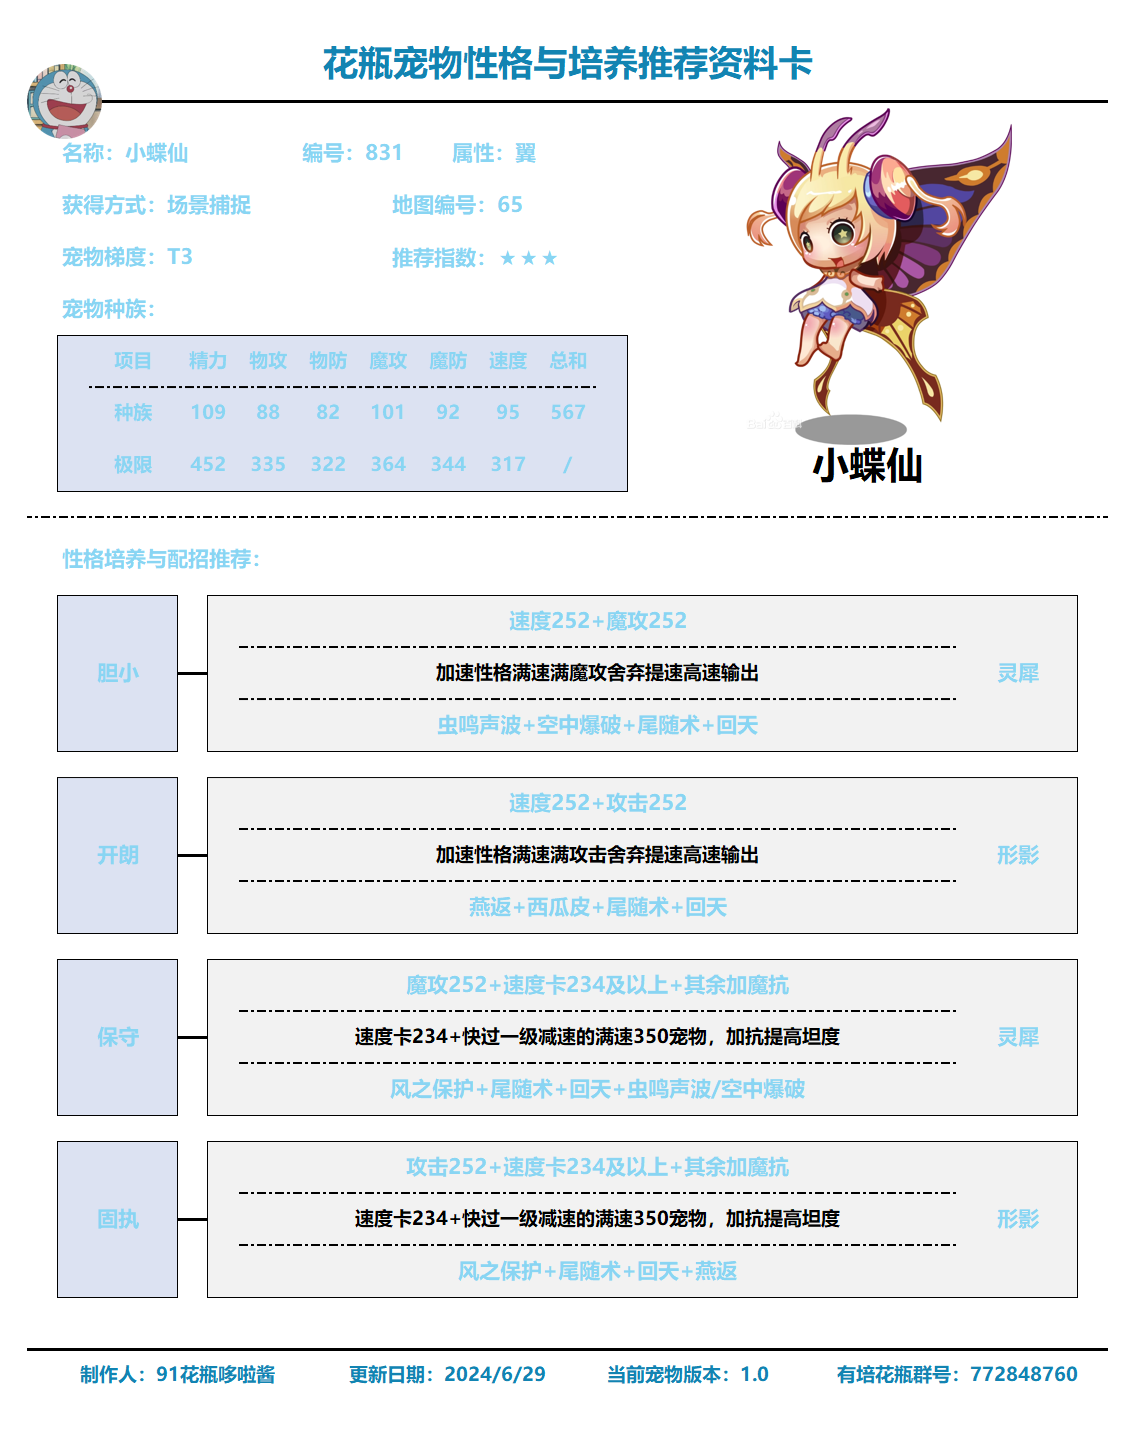 花瓶宠物性格与培养推荐资料卡
名称：小蝶仙 编号：831 属性：翼
获得方式：场景捕捉 地图编号：65
宠物梯度：T3 推荐指数：★★★
宠物种族：
项目 精力 物攻 物防 魔攻 魔防 速度 总和
种族 109 88 82 101 92 95 567
极限 452 335 322 364 344 317 /
Bai百科
小蝶仙
性格培养与配招推荐：
速度252+魔攻252
胆小 加速性格满速满魔攻舍弃提速高速输出 灵犀
虫鸣声波+空中爆破+尾随术+回天
速度252+攻击252
开朗 加速性格满速满攻击舍弃提速高速输出 形影
燕返+西瓜皮+尾随术+回天
魔攻252+速度卡234及以上+其余加魔抗
保守 速度卡234+快过一级减速的满速350宠物，加抗提高坦度 灵犀
风之保护+尾随术+回天+虫鸣声波/空中爆破
攻击252+速度卡234及以上+其余加魔抗
固执 速度卡234+快过一级减速的满速350宠物，加抗提高坦度 形影
风之保护+尾随术+回天+燕返
制作人：91花瓶哆啦酱 更新日期：2024/6/29 当前宠物版本：1.0 有培花瓶群号：772848760